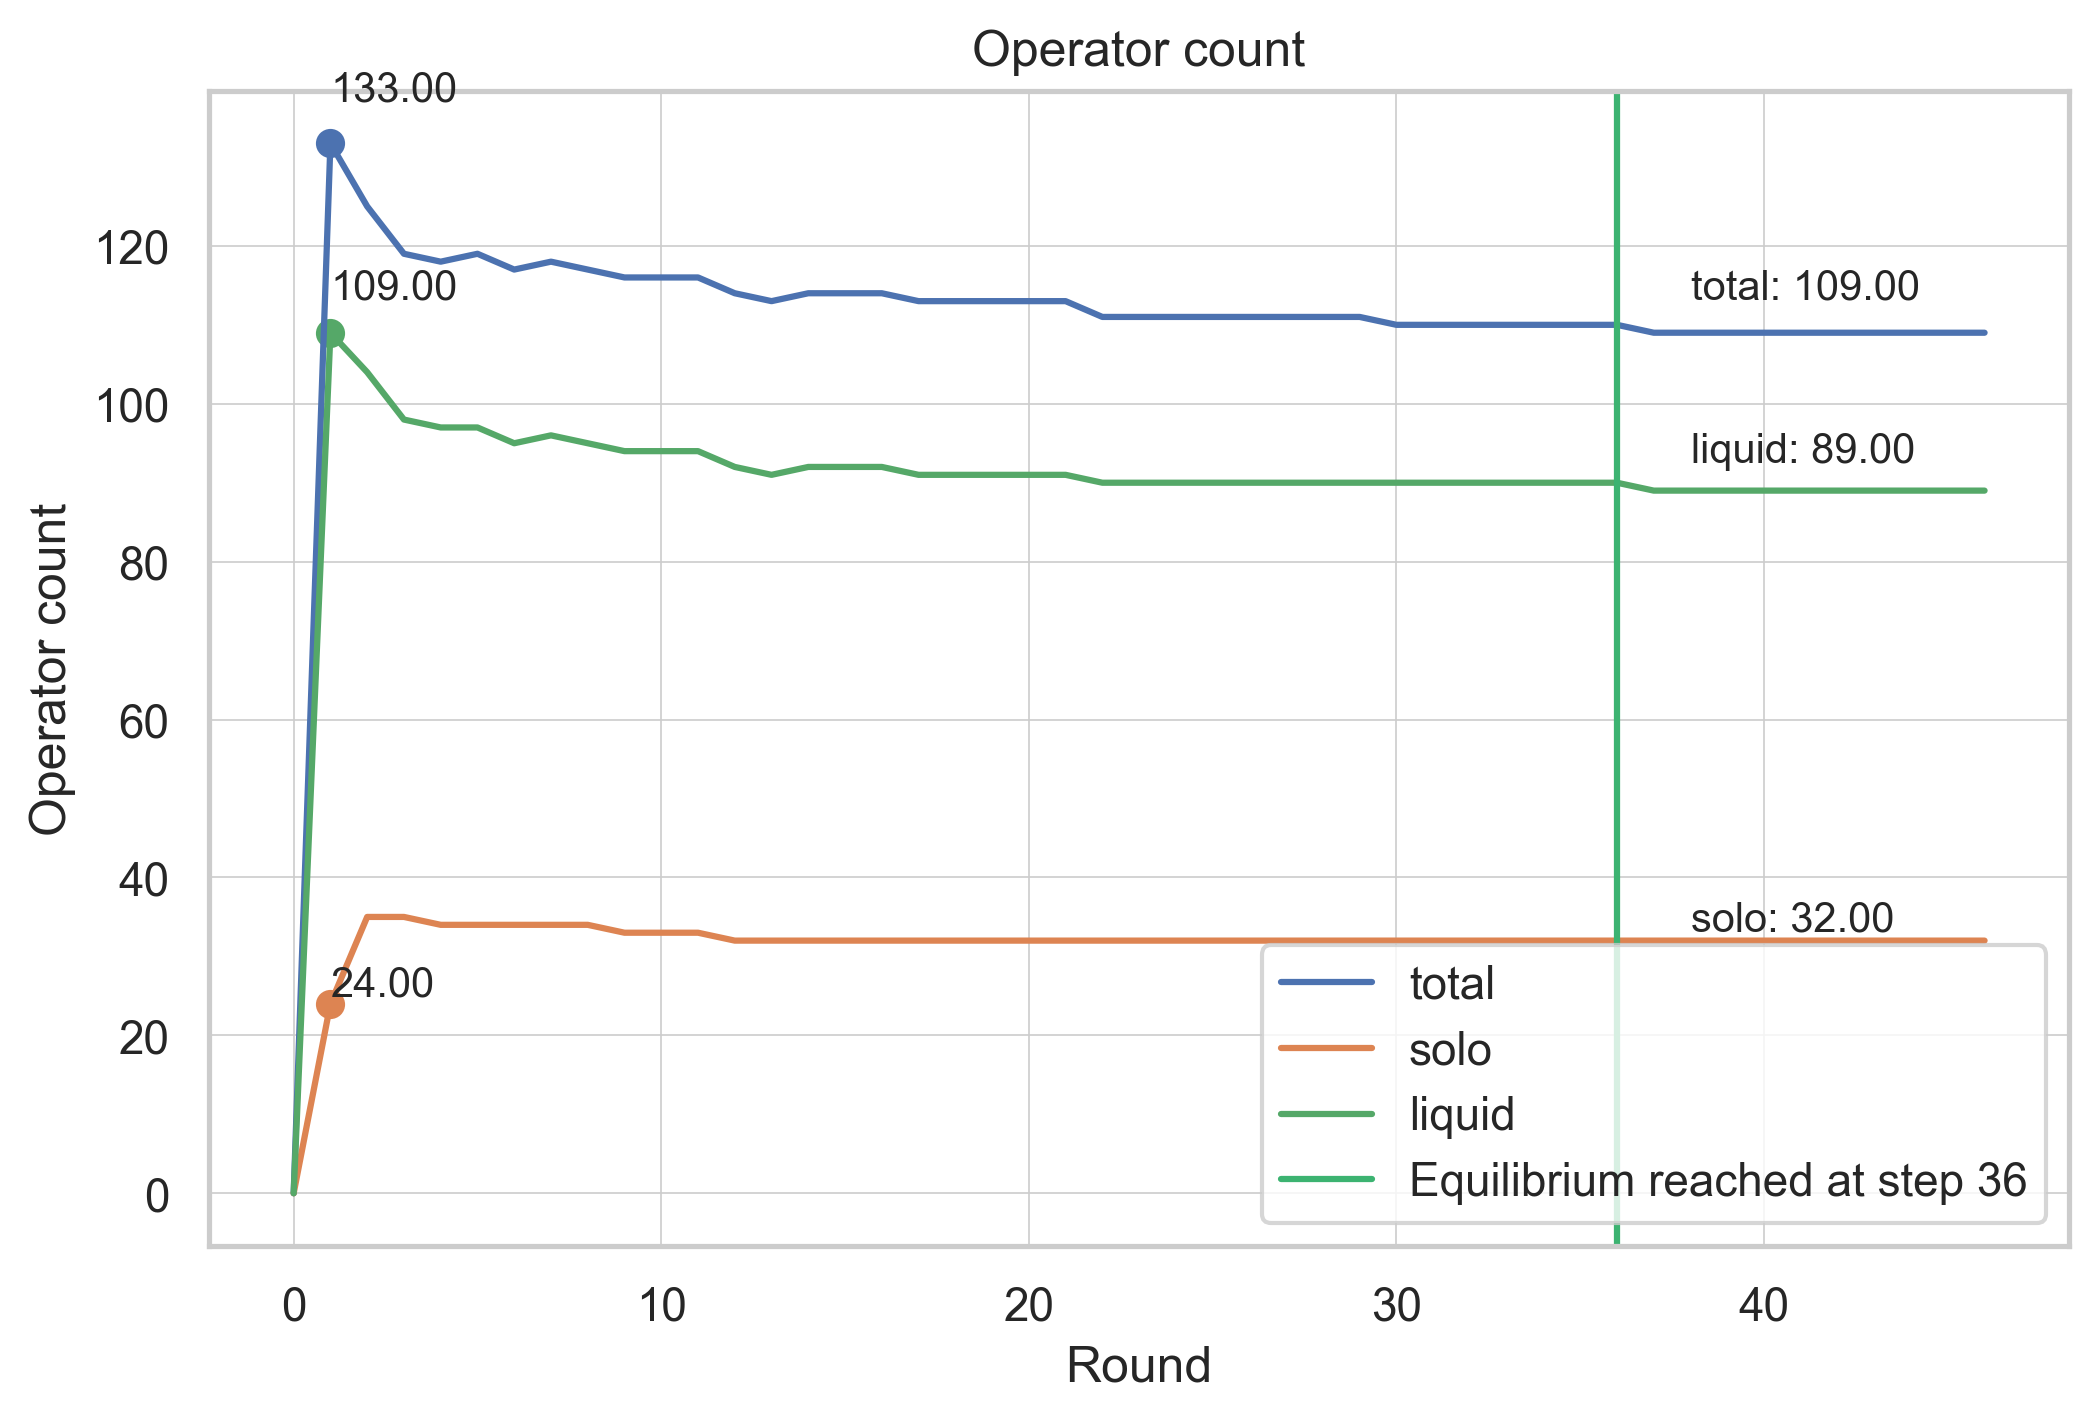 Operator count
133.00
109.00
24.00
total: 109.00
liquid: 89.00
solo: 32.00
120
100
80
60
40
20
0
Operator count
0 10 20 30 40
Round
total
solo
liquid
Equilibrium reached at step 36